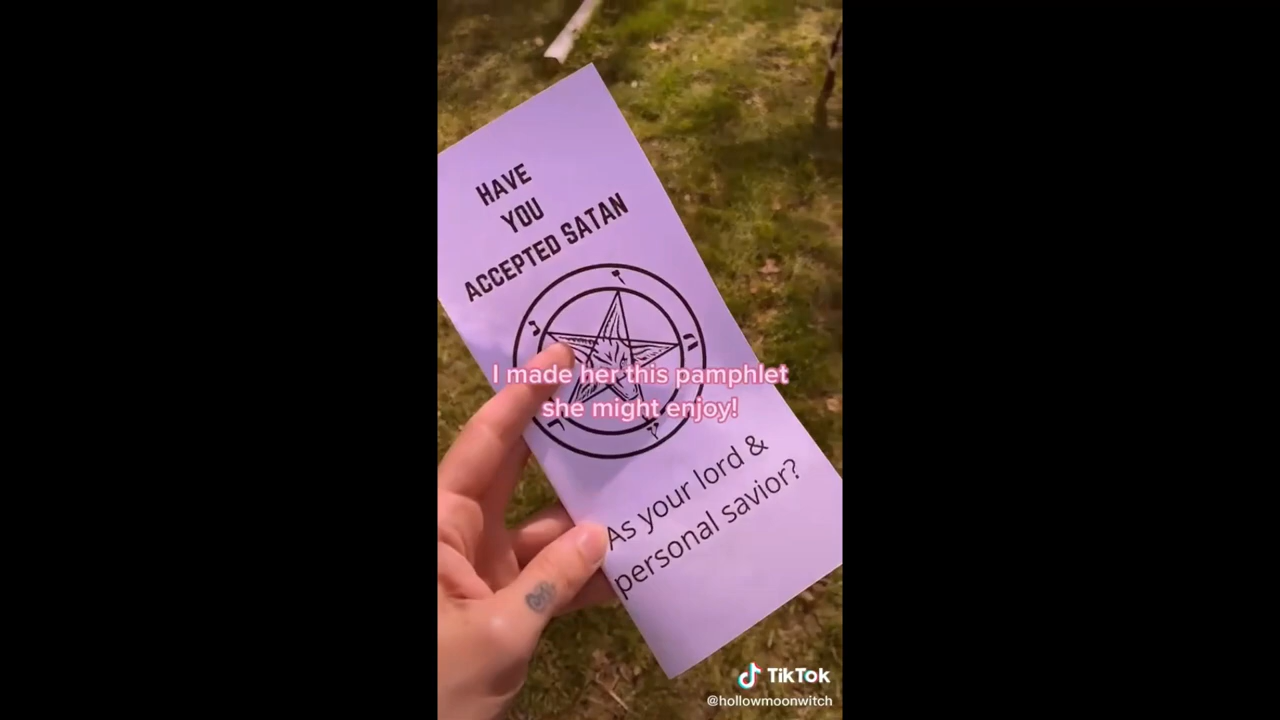 HAVE
YOU
ACCEPTED SATAN
I made her this pamphlet
she might enjoy!
As your lord &
personal savior?
TikTok
@hollowmoonwitch